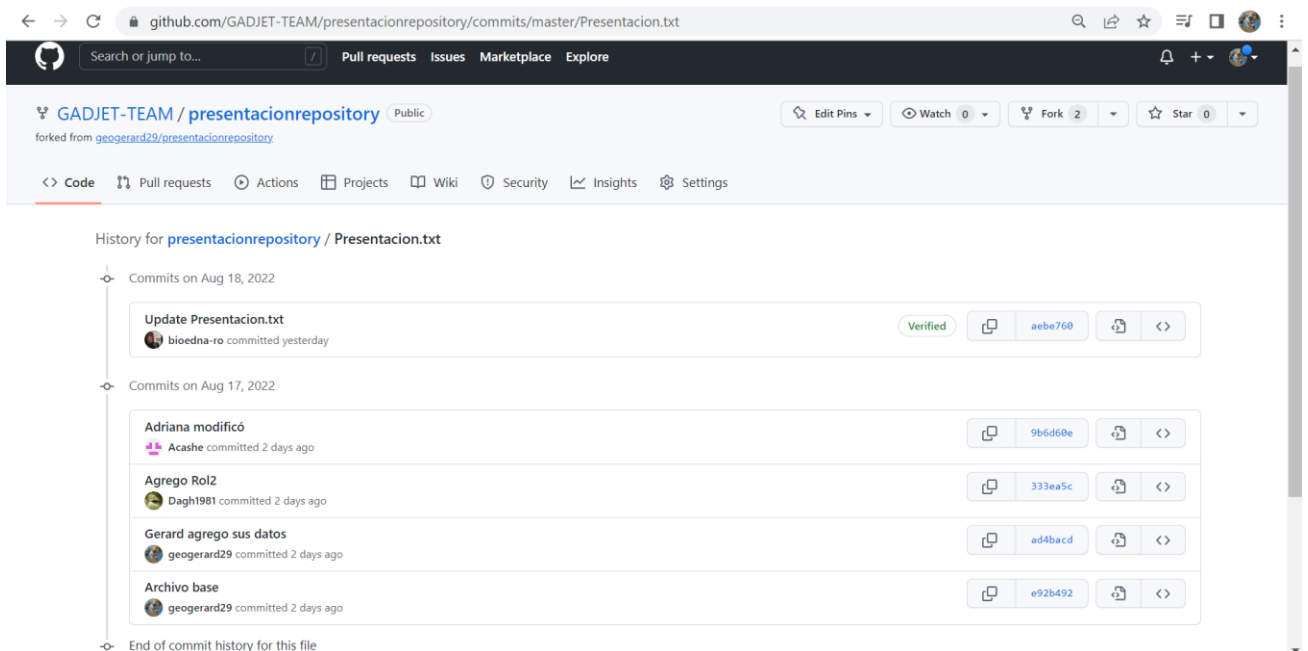 github.com/GADJET-TEAM/presentacionrepository/commits/master/Presentacion.txt
Search or jump to... / Pull requests Issues Marketplace Explore
GADJET-TEAM / presentacionrepository Public Edit Pins Watch 0 Fork 2 Star 0
forked from geogerard29/presentacionrepository
<> Code Pull requests Actions Projects Wiki Security Insights Settings
History for presentacionrepository / Presentacion.txt
Commits on Aug 18, 2022
Update Presentacion.txt
Verified aebe760
bioedna-ro committed yesterday
Commits on Aug 17, 2022
Adriana modificó
9b6d60e
Acashe committed 2 days ago
Agrego Rol2
333ea5c
Dagh1981 committed 2 days ago
Gerard agrego sus datos
ad4bacd
geogerard29 committed 2 days ago
Archivo base
e92b492
geogerard29 committed 2 days ago
End of commit history for this file